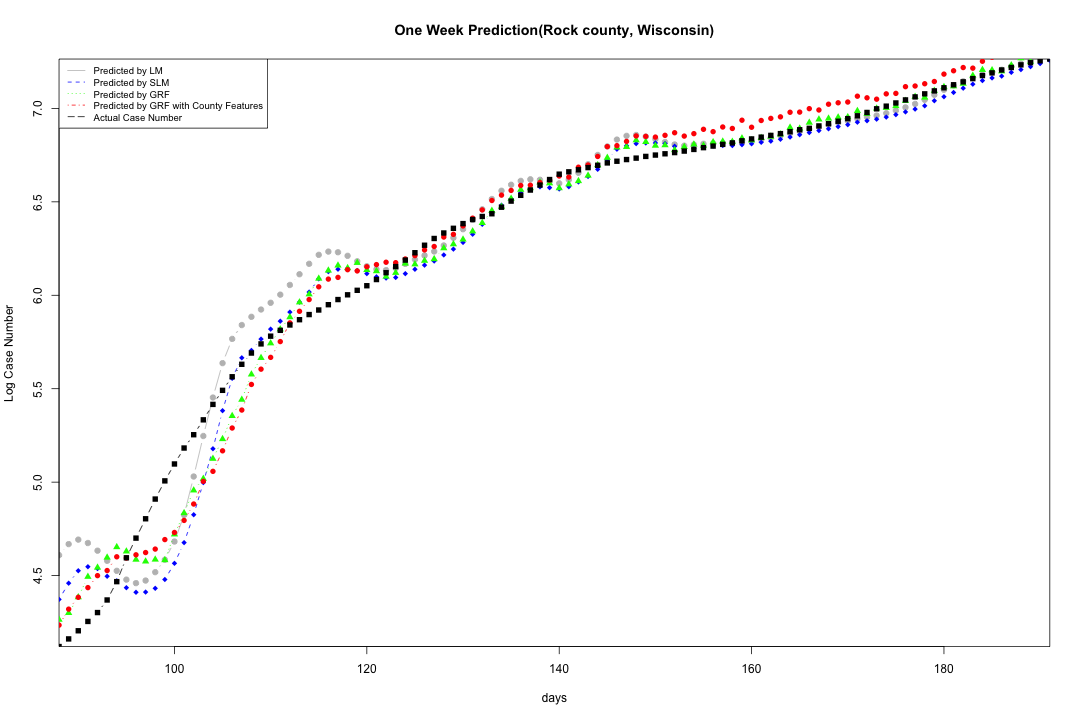 One Week Prediction(Rock county, Wisconsin)
Predicted by LM
Predicted by SLM
Predicted by GRF
Predicted by GRF with County Features
Actual Case Number
Log Case Number
7.0
6.5
6.0
5.5
5.0
4.5
100 120 140 160 180
days